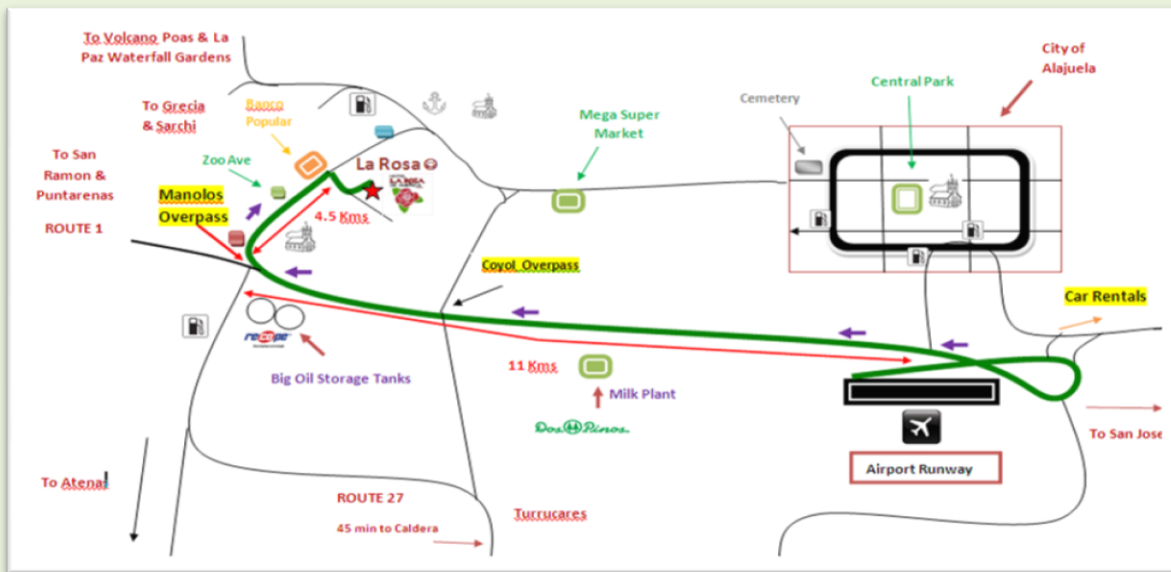 To Volcano Poas & La
Paz Waterfall Gardens
City of
Alajuela
Central Park
Cemetery
To Grecia
& Sarchi
Banco
Popular
Mega Super
Market
To San
Ramon &
Puntarenas
ROUTE 1
Zoo Ave
La Rosa
LA ROSA
Manolos
Overpass
4.5 Kms
Coyol Overpass
Car Rentals
recope
Big Oil Storage Tanks
11 Kms
Milk Plant
Dos Pinos
To San Jose
Airport Runway
To Atenas
ROUTE 27
45 min to Caldera
Turrucares